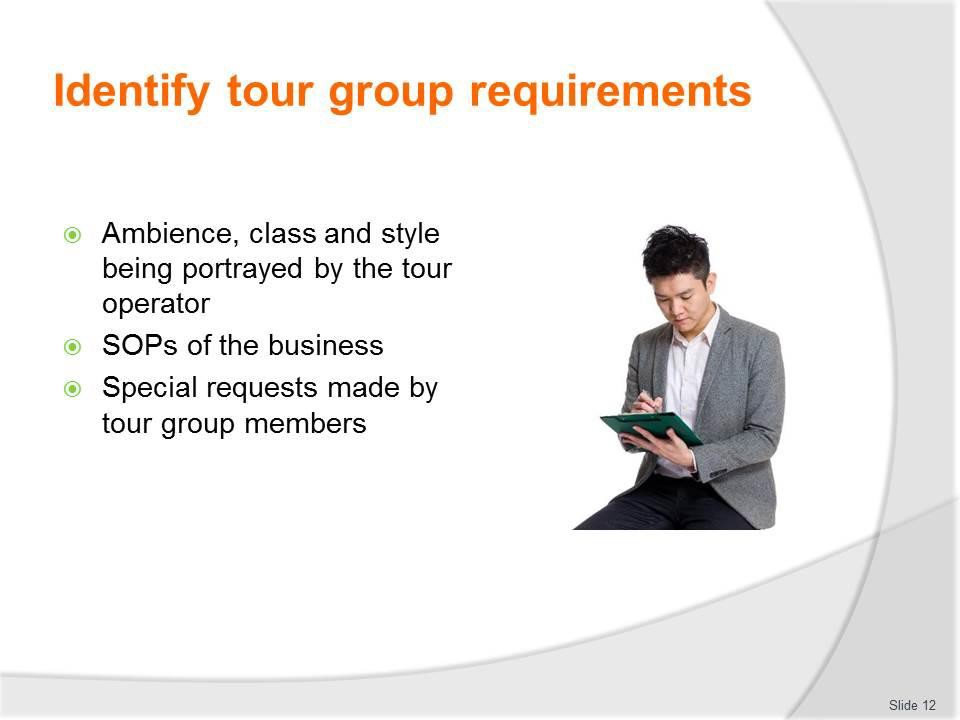 Identify tour group requirements
Ambience, class and style
being portrayed by the tour
operator
SOPs of the business
Special requests made by
tour group members
Slide 12